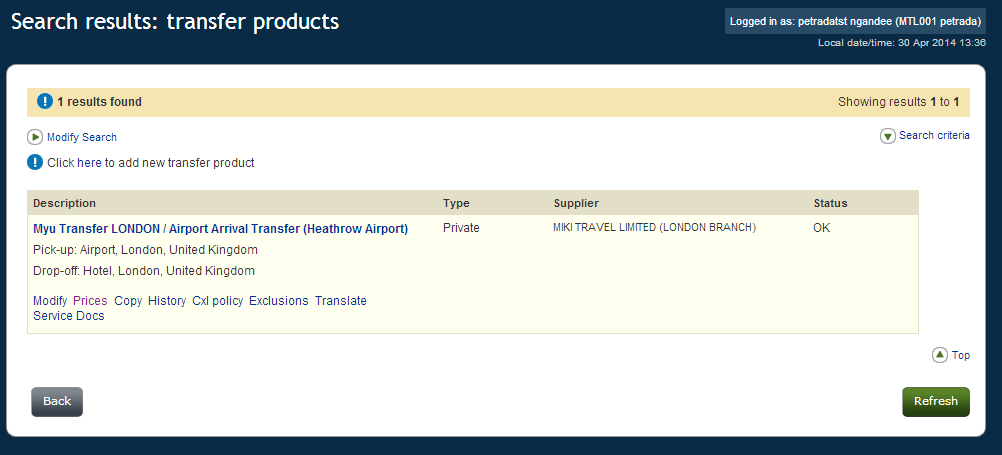 Search results: transfer products
Logged in as: petradatst ngandee (MTL001 petrada)
Local date/time: 30 Apr 2014 13:36
1 results found
Showing results 1 to 1
Modify Search
Search criteria
Click here to add new transfer product
Description Type Supplier Status
Myu Transfer LONDON / Airport Arrival Transfer (Heathrow Airport) Private MIKI TRAVEL LIMITED (LONDON BRANCH) OK
Pick-up: Airport, London, United Kingdom
Drop-off: Hotel, London, United Kingdom
Modify Prices Copy History Cxl policy Exclusions Translate
Service Docs
Top
Back
Refresh